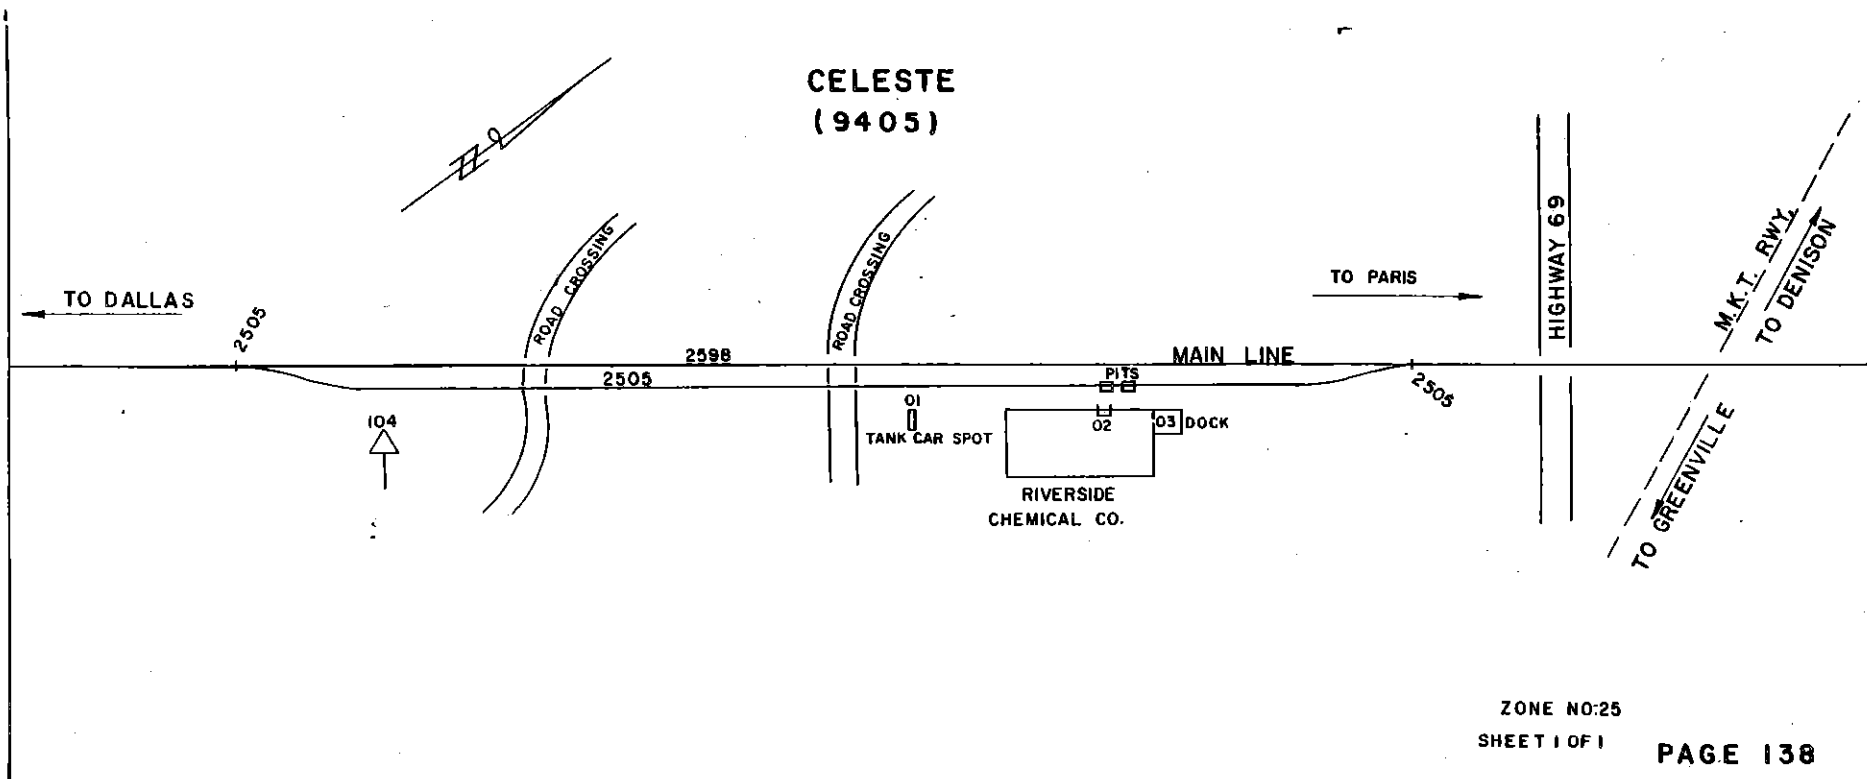 CELESTE
(9405)
N
TO DALLAS
2505
ROAD CROSSING
ROAD CROSSING
2598
2505
MAIN LINE
TO PARIS
HIGHWAY 69
M.K.T. RWY.
TO DENISON
PITS
2505
104
01
TANK CAR SPOT
02
03 DOCK
RIVERSIDE
CHEMICAL CO.
TO GREENVILLE
ZONE NO:25
SHEET 1 OF 1
PAGE 138